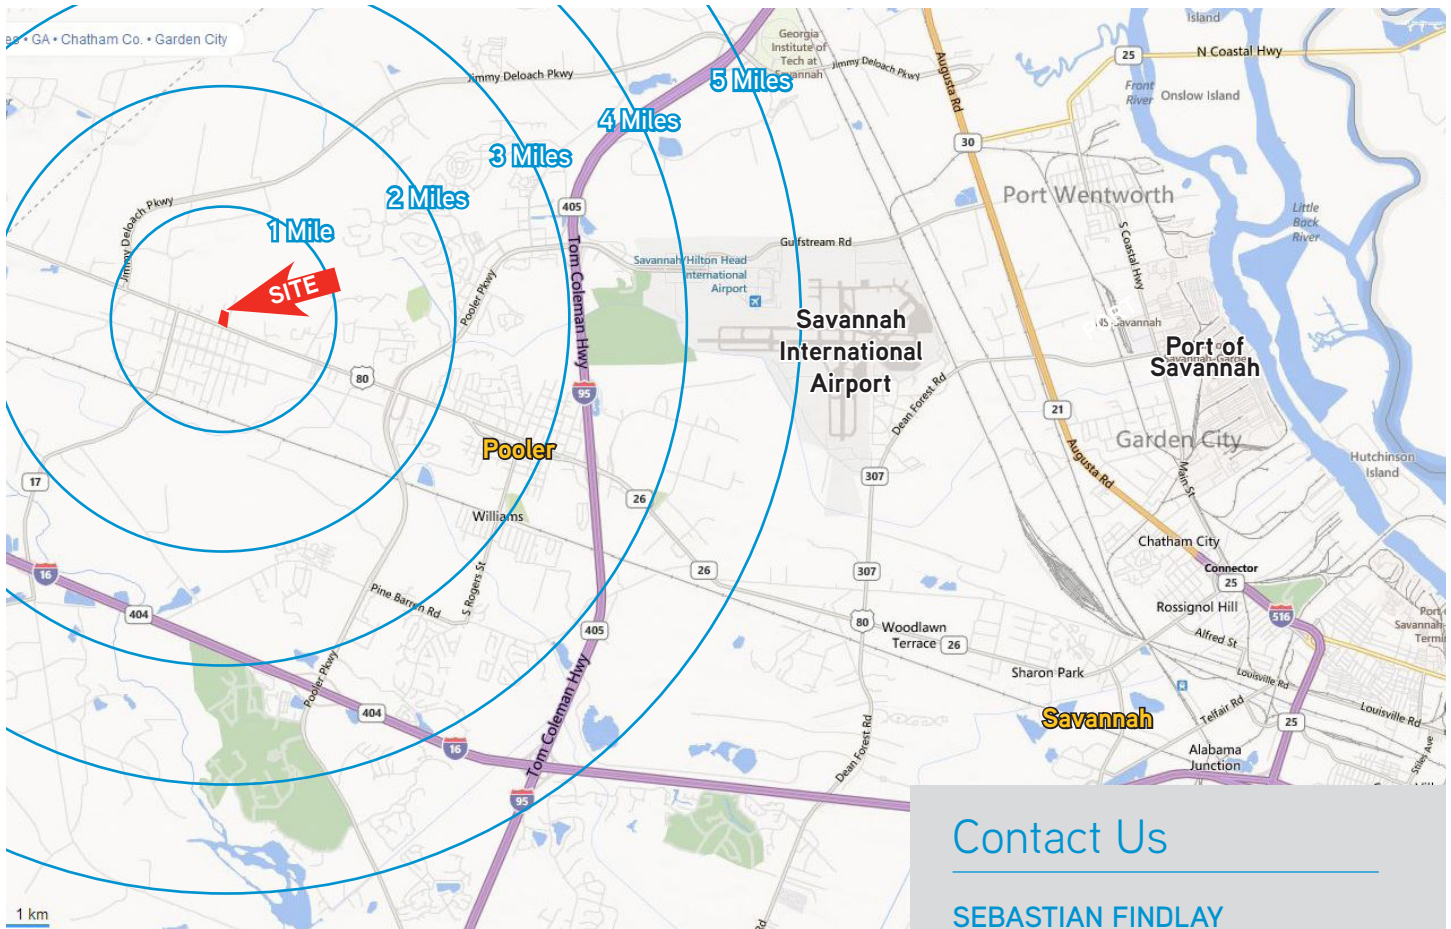 GA • Chatham Co. • Garden City
Island
N Coastal Hwy
25
Georgia
Institute of
Tech at
Savannah
Jimmy Deloach Pkwy
Jimmy Deloach Pkwy
5 Miles
4 Miles
3 Miles
2 Miles
1 Mile
Augusta Rd
Front
River
Onslow Island
30
Port Wentworth
Little
Back
River
S Coastal Hwy
405
Jimmy Deloach Pkwy
Gulfstream Rd
Savannah/Hilton Head
International
Airport
Tom Coleman Hwy
Pooler Pkwy
SITE
Savannah
International
Airport
NS-Savannah
Port of
Savannah
80
95
Dean Forest Rd
21
Garden City
Augusta Rd
Main St
Hutchinson
Island
Pooler
17
307
26
Williams
Chatham City
Connector
25
16
26
307
Pine Barren Rd
S Rogers St
404
405
80
Woodlawn
Terrace
26
Rossignol Hill
516
Alfred St
Sharon Park
Louisville Rd
Louisville Rd
Pooler Pkwy
Tom Coleman Hwy
404
16
Savannah
Telfair Rd
25
Dean Forest Rd
Alabama
Junction
Stiles Ave
95
Rd
1 km
Contact Us
SEBASTIAN FINDLAY